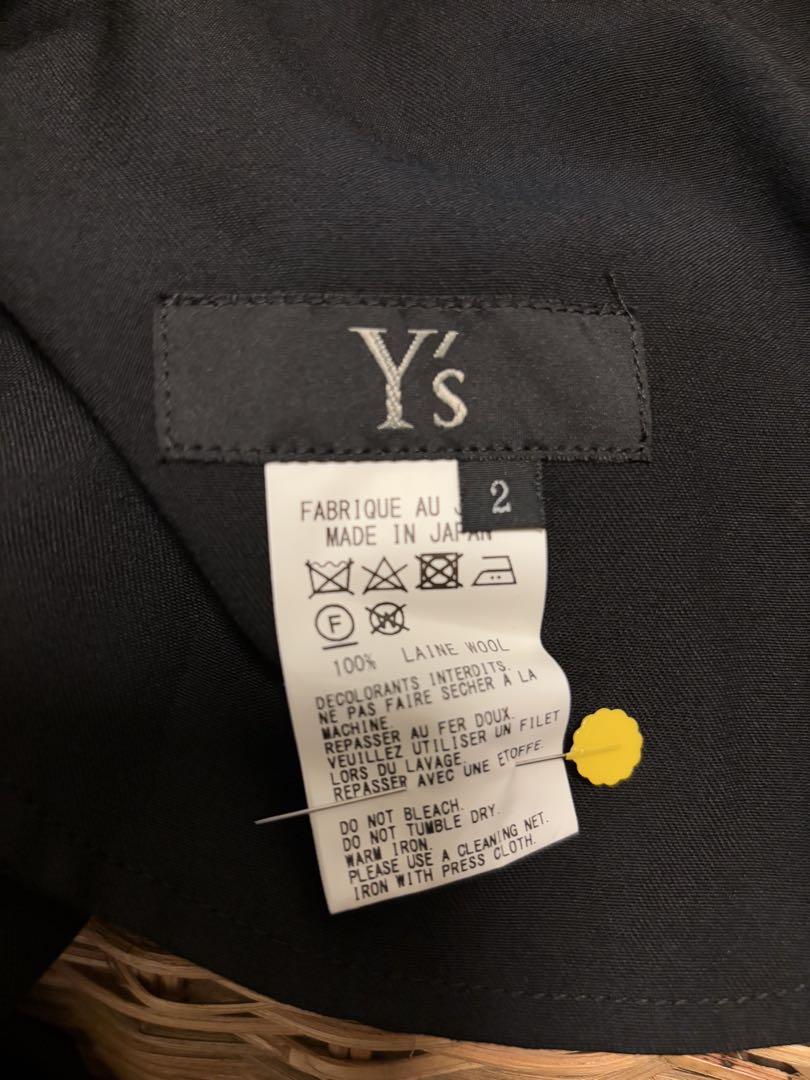 Y's
2
FABRIQUE AU J
MADE IN JAPAN
F
W
100% LAINE WOOL
DECOLORANTS INTERDITS.
NE PAS FAIRE SECHER A LA
MACHINE.
REPASSER AU FER DOUX.
VEUILLEZ UTILISER UN FILET
LORS DU LAVAGE.
REPASSER AVEC UNE ETOFFE.
DO NOT BLEACH.
DO NOT TUMBLE DRY.
WARM IRON.
PLEASE USE A CLEANING NET.
IRON WITH PRESS CLOTH.